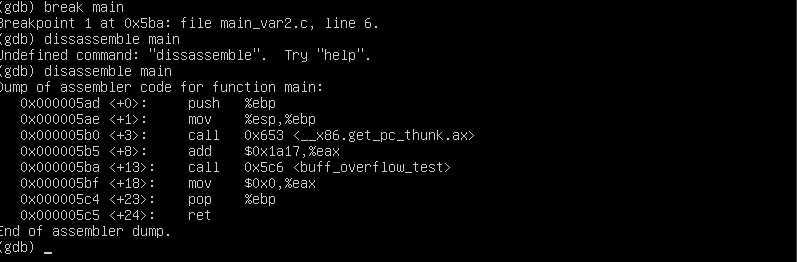 (gdb) break main
Breakpoint 1 at 0x5ba: file main_var2.c, line 6.
(gdb) dissassemble main
Undefined command: "dissassemble".  Try "help".
(gdb) disassemble main
Dump of assembler code for function main:
   0x000005ad <+0>:     push   %ebp
   0x000005ae <+1>:     mov    %esp,%ebp
   0x000005b0 <+3>:     call   0x653 <__x86.get_pc_thunk.ax>
   0x000005b5 <+8>:     add    $0x1a17,%eax
   0x000005ba <+13>:    call   0x5c6 <buff_overflow_test>
   0x000005bf <+18>:    mov    $0x0,%eax
   0x000005c4 <+23>:    pop    %ebp
   0x000005c5 <+24>:    ret
End of assembler dump.
(gdb) _